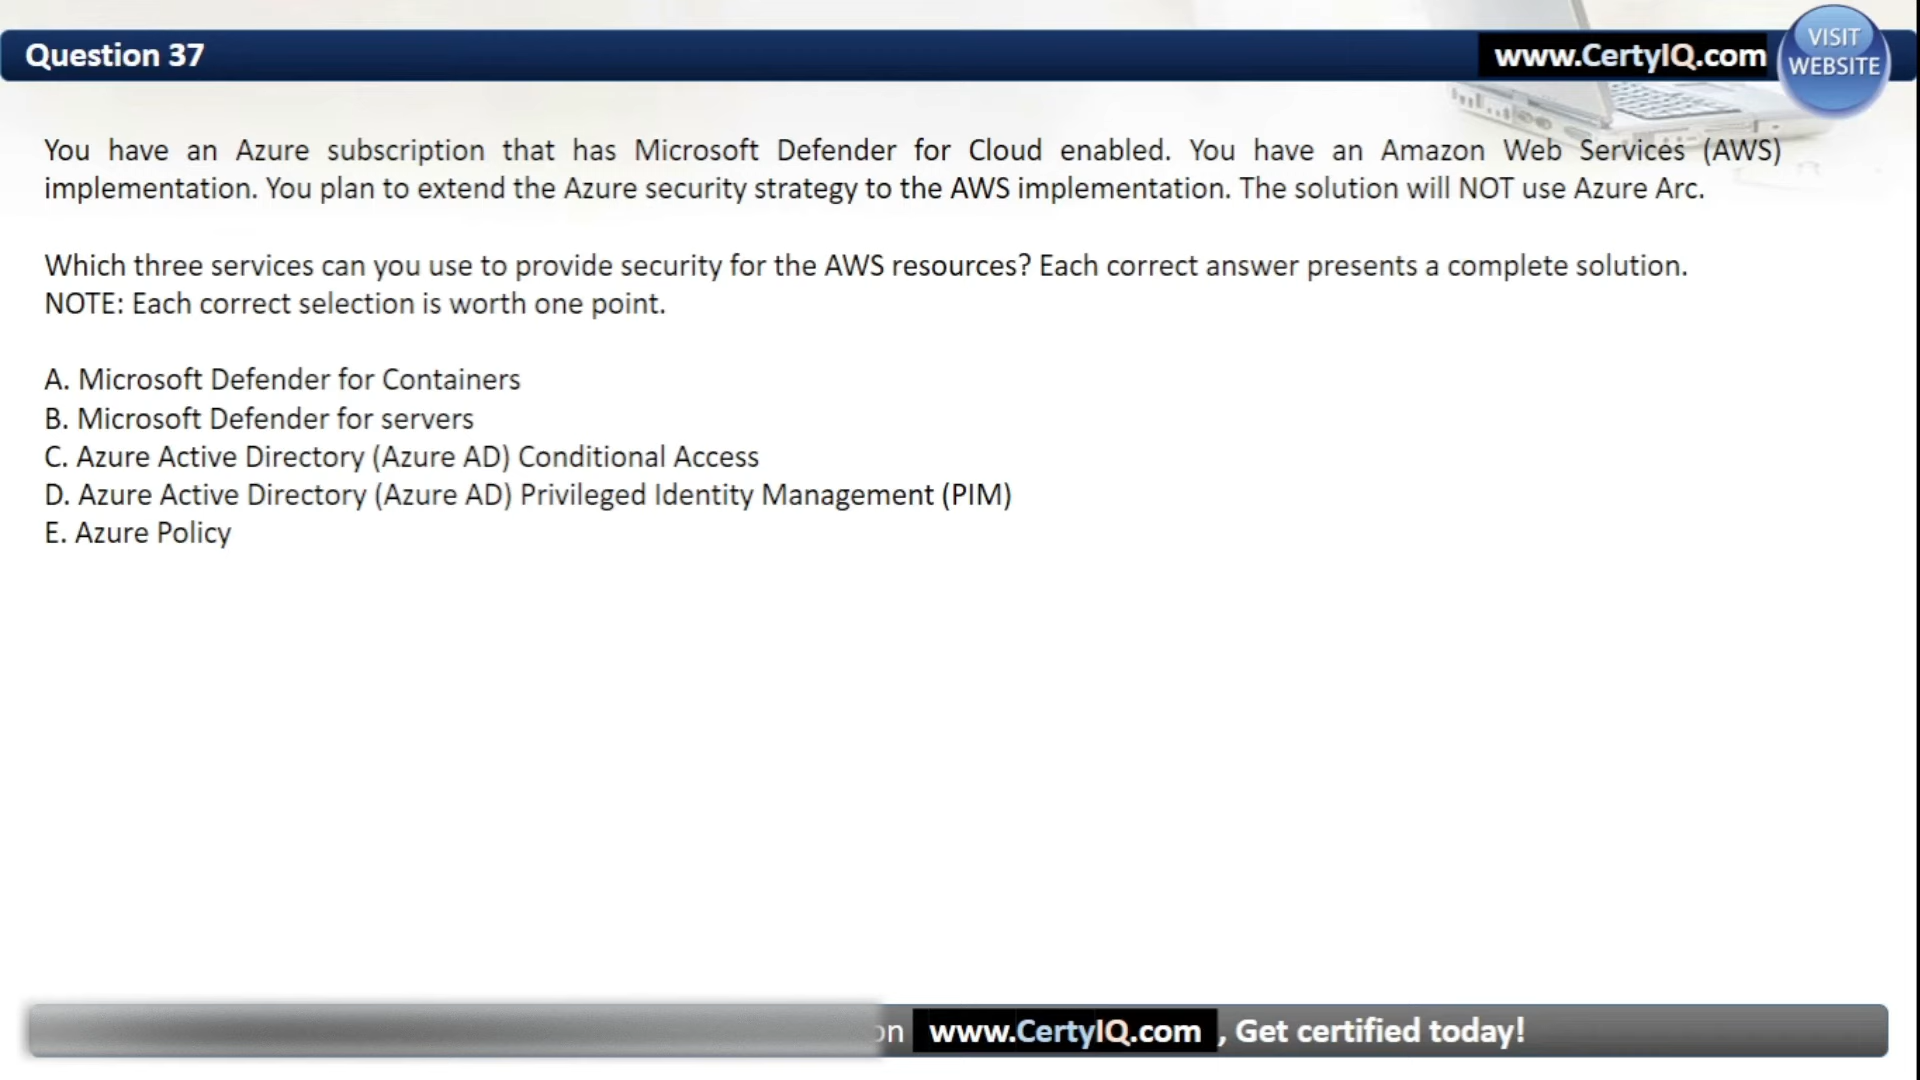 Question 37
www.CertyIQ.com
VISIT
WEBSITE
You have an Azure subscription that has Microsoft Defender for Cloud enabled. You have an Amazon Web Services (AWS)
implementation. You plan to extend the Azure security strategy to the AWS implementation. The solution will NOT use Azure Arc.
Which three services can you use to provide security for the AWS resources? Each correct answer presents a complete solution.
NOTE: Each correct selection is worth one point.
A. Microsoft Defender for Containers
B. Microsoft Defender for servers
C. Azure Active Directory (Azure AD) Conditional Access
D. Azure Active Directory (Azure AD) Privileged Identity Management (PIM)
E. Azure Policy
on www.CertyIQ.com , Get certified today!